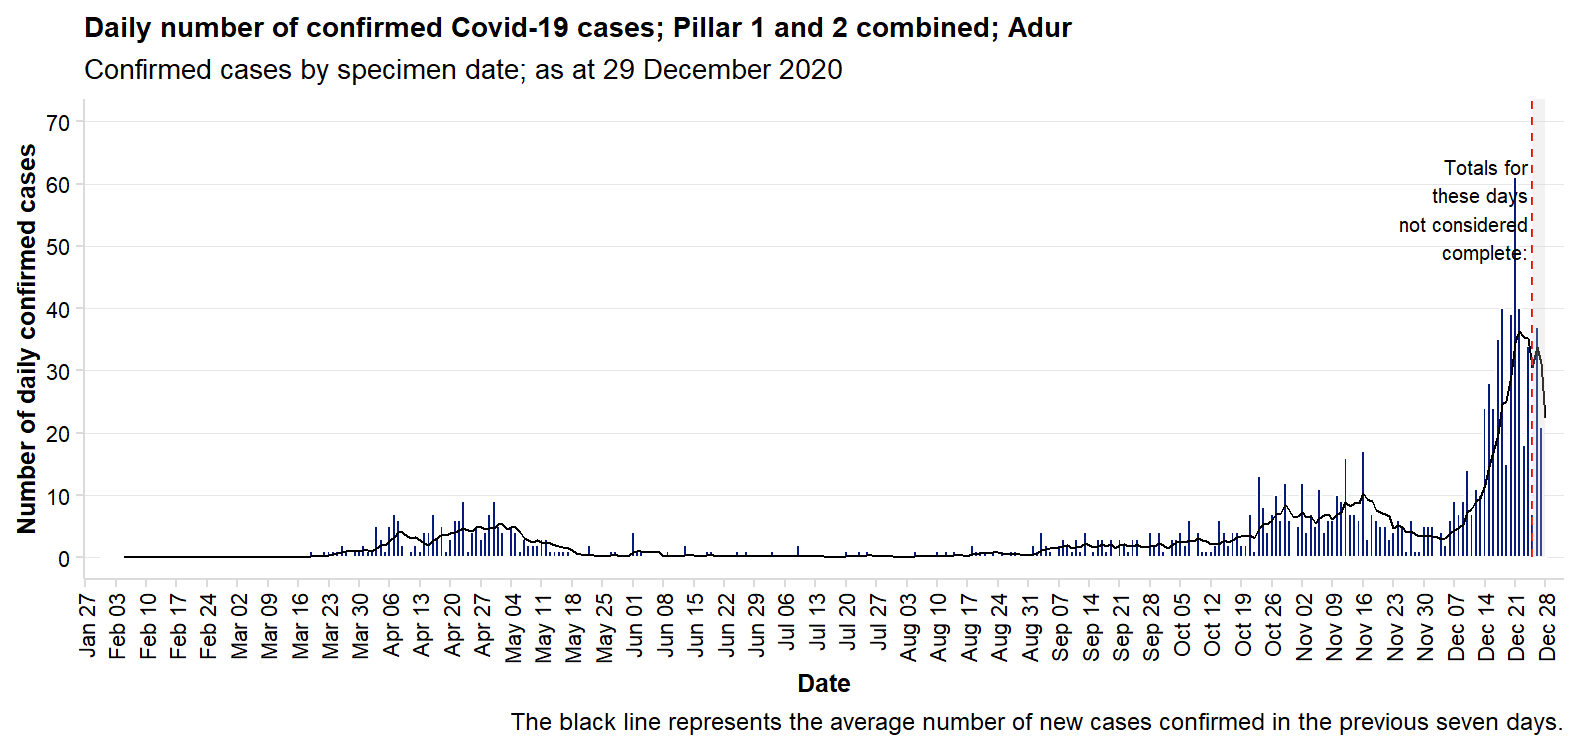 Daily number of confirmed Covid-19 cases; Pillar 1 and 2 combined; Adur
Confirmed cases by specimen date; as at 29 December 2020
Number of daily confirmed cases
70
60
50
40
30
20
10
0
Totals for
these days
not considered
complete:
Jan 27
Feb 03
Feb 10
Feb 17
Feb 24
Mar 02
Mar 09
Mar 16
Mar 23
Mar 30
Apr 06
Apr 13
Apr 20
Apr 27
May 04
May 11
May 18
May 25
Jun 01
Jun 08
Jun 15
Jun 22
Jun 29
Jul 06
Jul 13
Jul 20
Jul 27
Aug 03
Aug 10
Aug 17
Aug 24
Aug 31
Sep 07
Sep 14
Sep 21
Sep 28
Oct 05
Oct 12
Oct 19
Oct 26
Nov 02
Nov 09
Nov 16
Nov 23
Nov 30
Dec 07
Dec 14
Dec 21
Dec 28
Date
The black line represents the average number of new cases confirmed in the previous seven days.